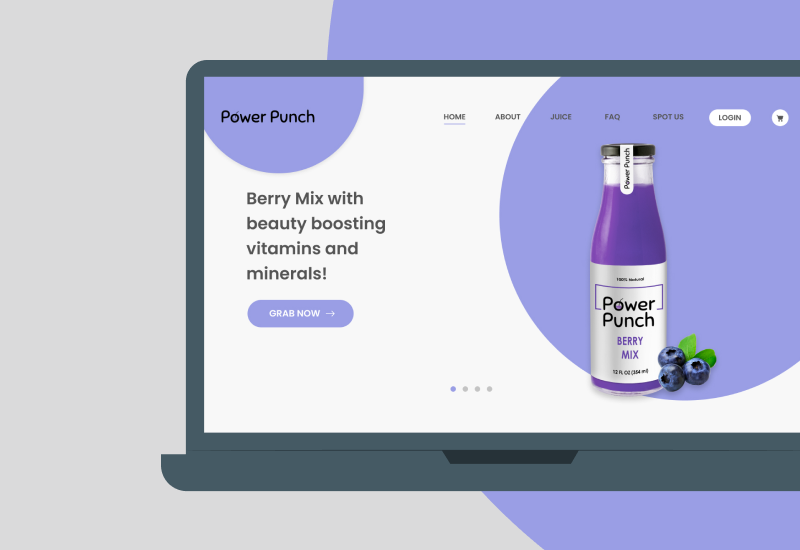 Power Punch
HOME
ABOUT
JUICE
FAQ
SPOT US
LOGIN
Berry Mix with
beauty boosting
vitamins and
minerals!
GRAB NOW →
Power Punch
100% Natural
Power
Punch
BERRY
MIX
12 FL OZ (354 ml)